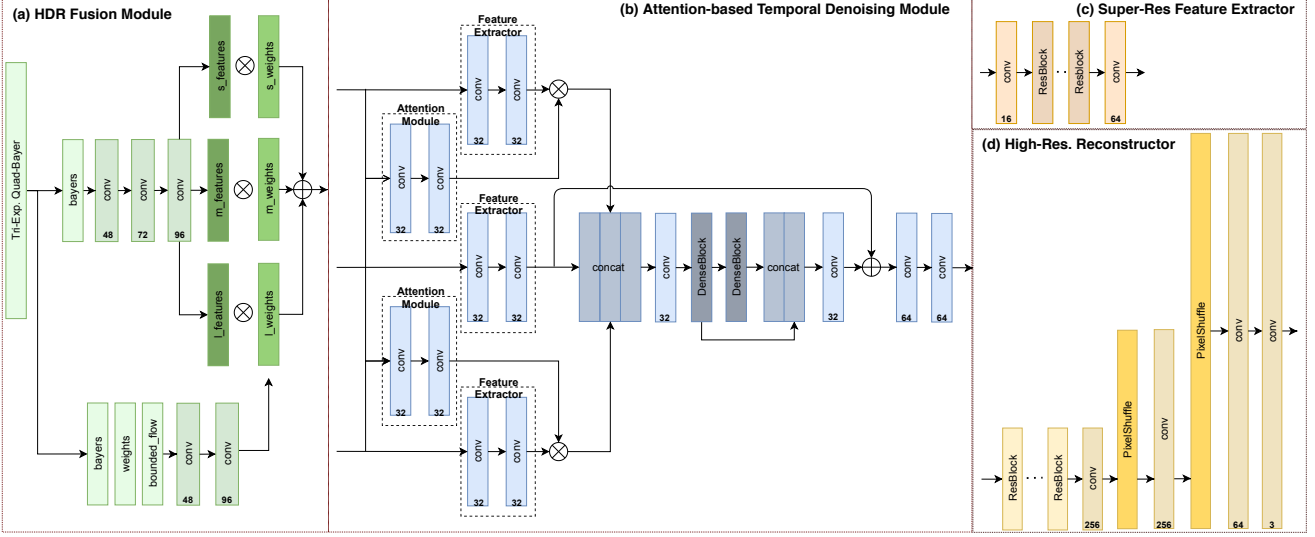 (a) HDR Fusion Module
Tri-Exp. Quad-Bayer
bayers
conv
48
conv
72
conv
96
s_features
s_weights
m_features
m_weights
l_features
l_weights
bayers
weights
bounded_flow
conv
48
conv
96
(b) Attention-based Temporal Denoising Module
Feature
Extractor
conv
32
conv
32
Attention
Module
conv
32
conv
32
Feature
Extractor
conv
32
conv
32
Attention
Module
conv
32
conv
32
Feature
Extractor
conv
32
conv
32
concat
conv
32
DenseBlock
DenseBlock
concat
conv
32
conv
64
conv
64
(c) Super-Res Feature Extractor
conv
16
ResBlock
Resblock
conv
64
(d) High-Res. Reconstructor
ResBlock
ResBlock
conv
256
PixelShuffle
conv
256
PixelShuffle
conv
64
conv
3